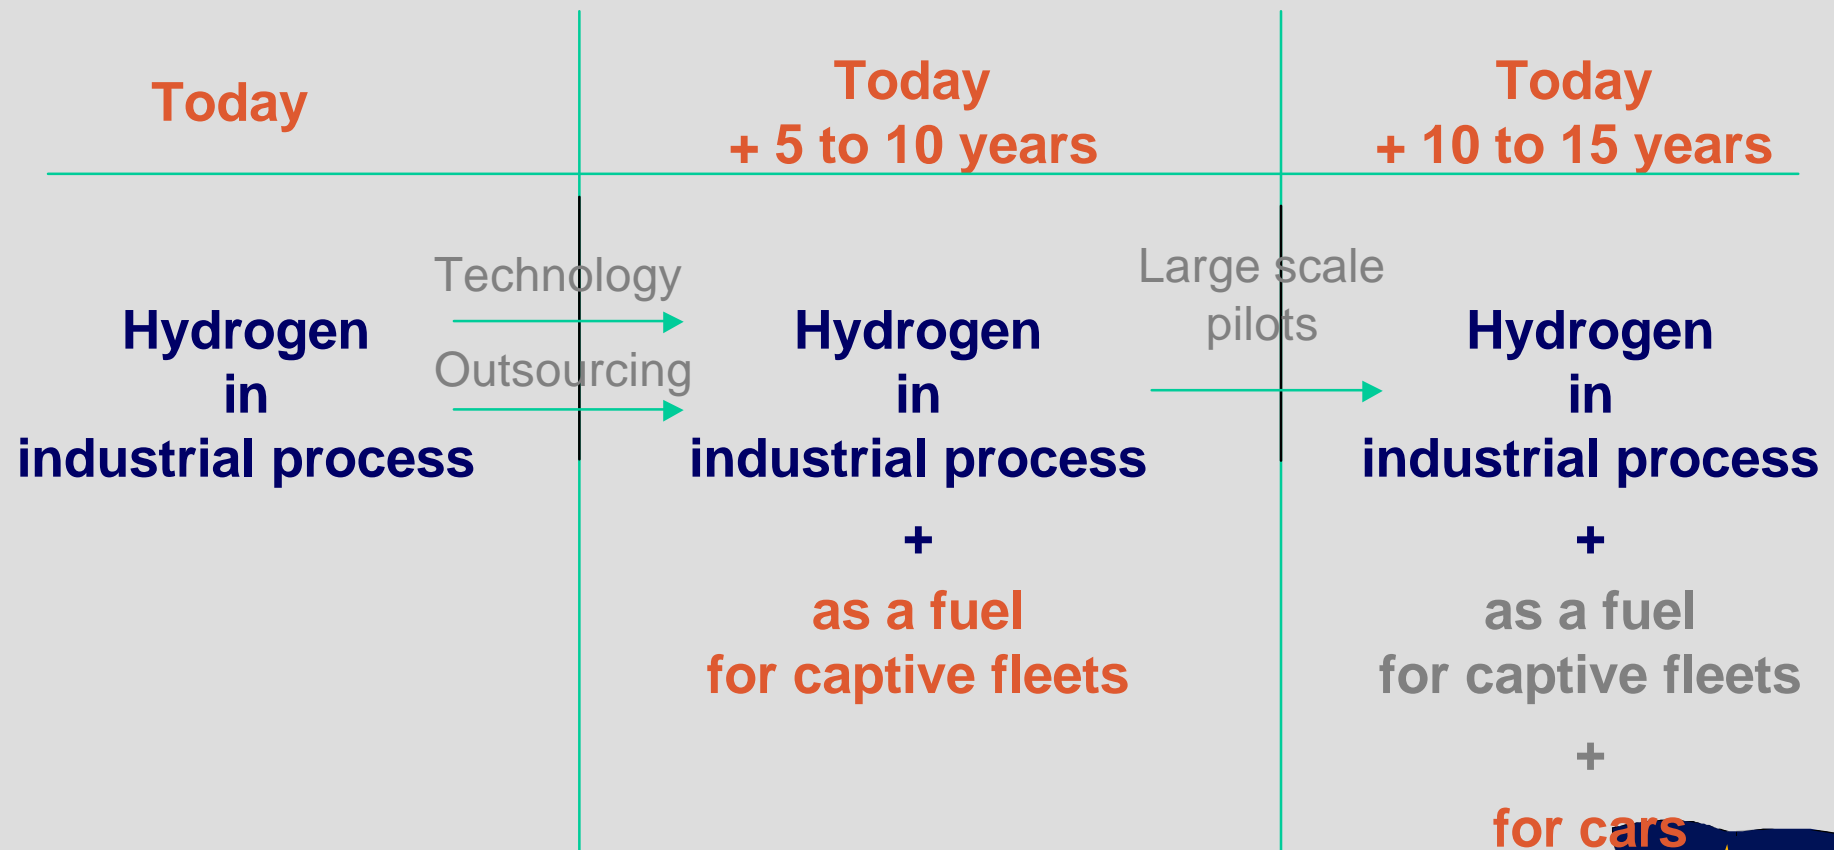 Today
Today
+ 5 to 10 years
Today
+ 10 to 15 years
Hydrogen
in
industrial process
Technology
Outsourcing
Hydrogen
in
industrial process
+
as a fuel
for captive fleets
Large scale
pilots
Hydrogen
in
industrial process
+
as a fuel
for captive fleets
+
for cars